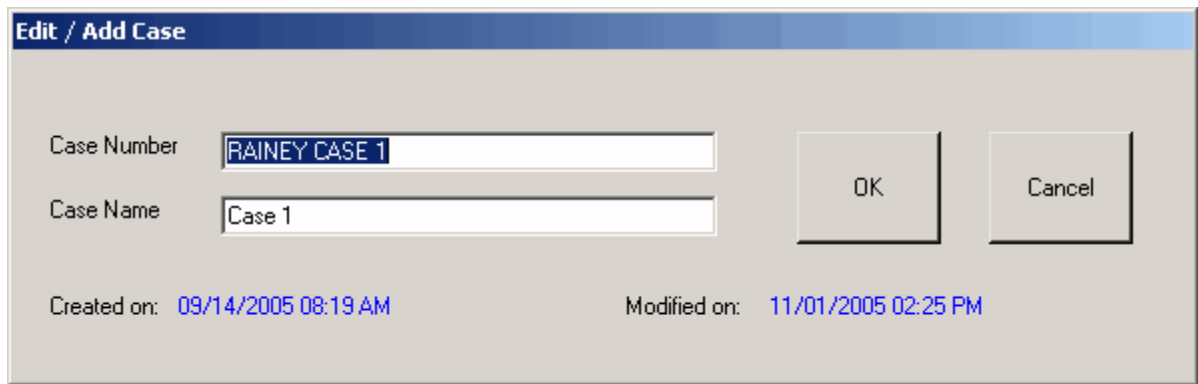 Edit / Add Case
Case Number RAINEY CASE 1
OK Cancel
Case Name Case 1
Created on: 09/14/2005 08:19 AM Modified on: 11/01/2005 02:25 PM